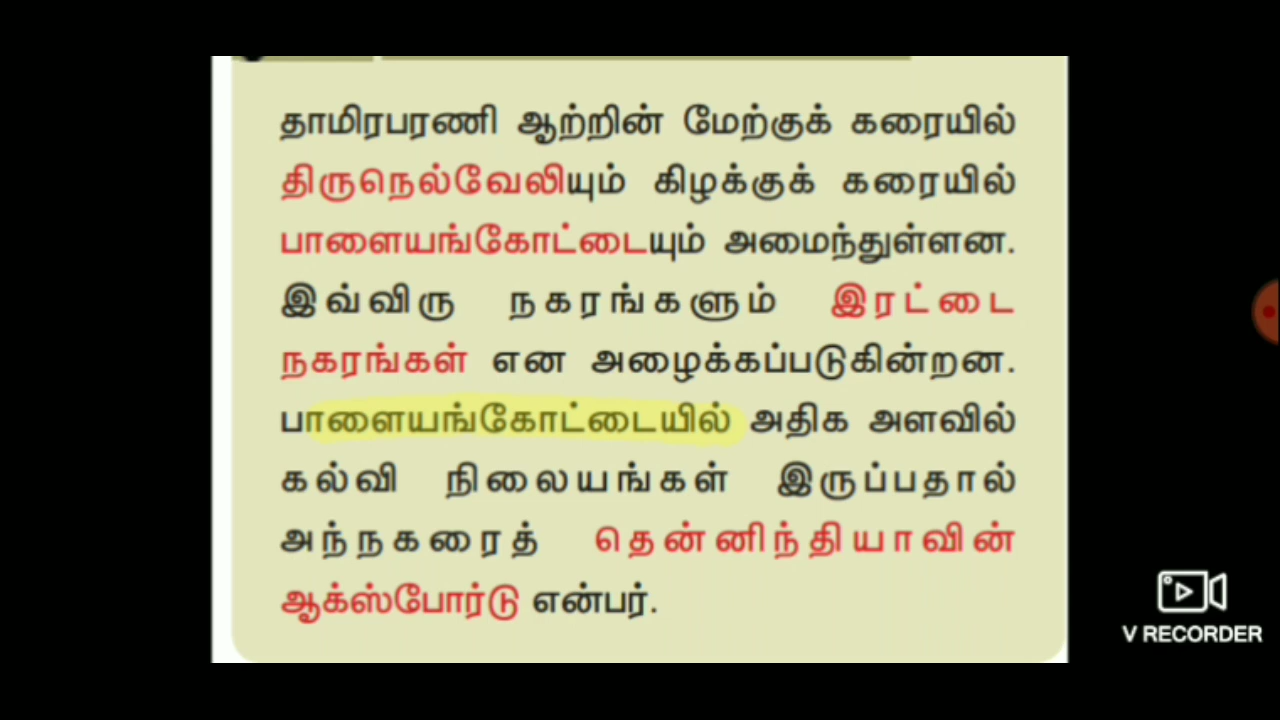 தாமிரபரணி ஆற்றின் மேற்குக் கரையில்
திருநெல்வேலியும் கிழக்குக் கரையில்
பாளையங்கோட்டையும் அமைந்துள்ளன.
இவ்விரு நகரங்களும் இரட்டை
நகரங்கள் என அழைக்கப்படுகின்றன.
பாளையங்கோட்டையில் அதிக அளவில்
கல்வி நிலையங்கள் இருப்பதால்
அந்நகரைத் தென்னிந்தியாவின்
ஆக்ஸ்போர்டு என்பர்.
V RECORDER